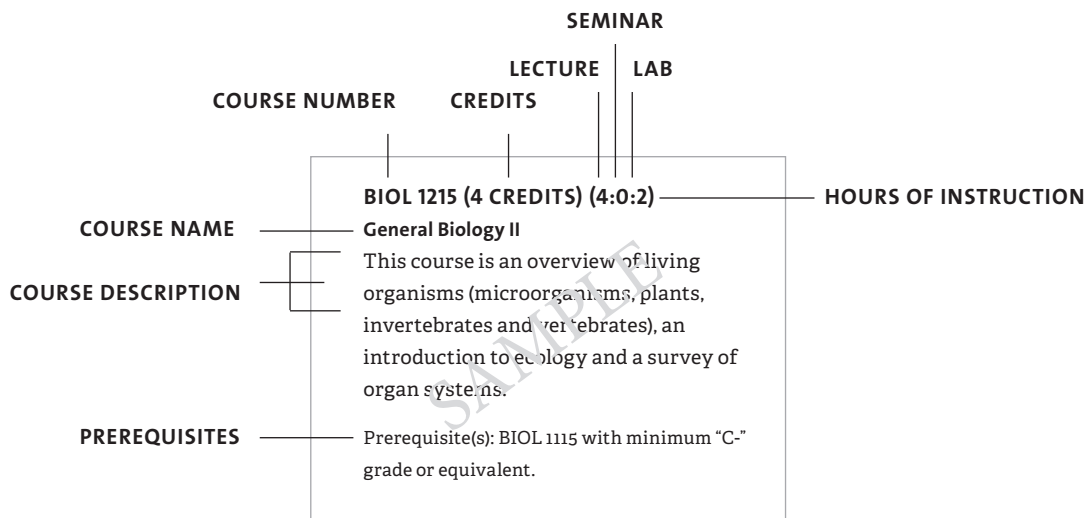 SEMINAR
LECTURE LAB
COURSE NUMBER CREDITS
BIOL 1215 (4 CREDITS) (4:0:2) HOURS OF INSTRUCTION
COURSE NAME General Biology II
This course is an overview of living
COURSE DESCRIPTION organisms (microorganisms, plants,
invertebrates and vertebrates), an
introduction to ecology and a survey of
organ systems.
SAMPLE
PREREQUISITES Prerequisite(s): BIOL 1115 with minimum “C-”
grade or equivalent.